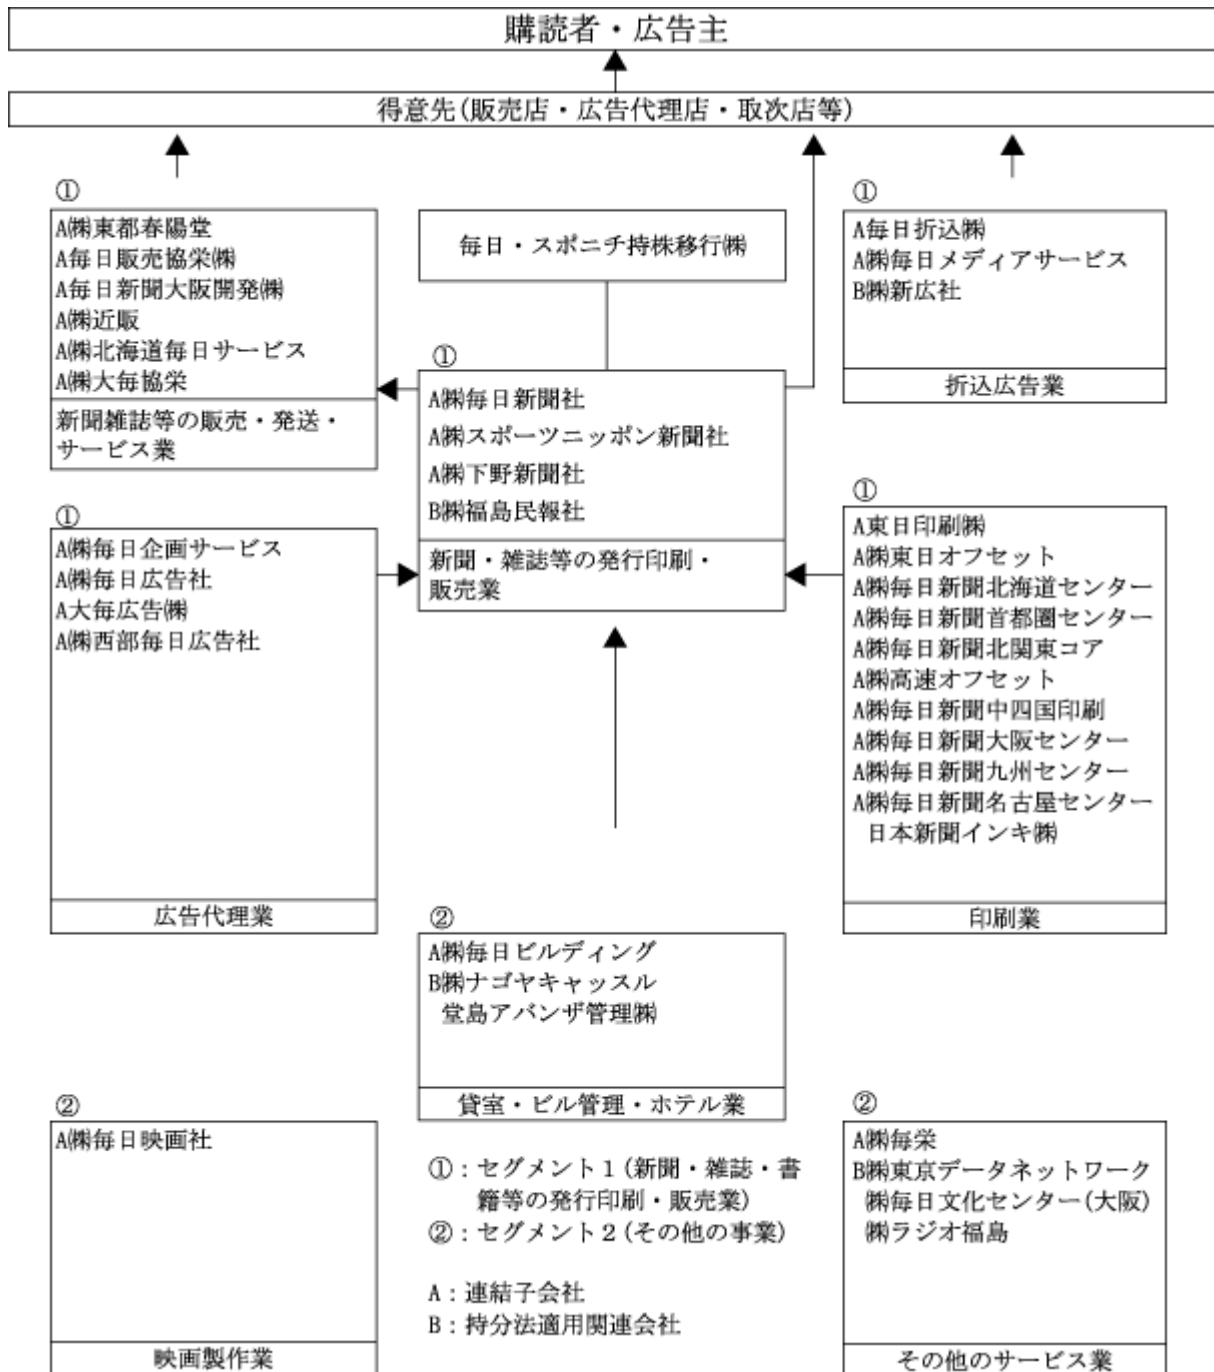 購読者・広告主
得意先(販売店・広告代理店・取次店等)
①
A㈱東都春陽堂
A毎日販売協栄㈱
A毎日新聞大阪開発㈱
A㈱近販
A㈱北海道毎日サービス
A㈱大毎協栄
新聞雑誌等の販売・発送・
サービス業
毎日・スポニチ持株移行㈱
①
A㈱毎日新聞社
A㈱スポーツニッポン新聞社
A㈱下野新聞社
B㈱福島民報社
新聞・雑誌等の発行印刷・
販売業
①
A毎日折込㈱
A㈱毎日メディアサービス
B㈱新広社
折込広告業
①
A㈱毎日企画サービス
A㈱毎日広告社
A大毎広告㈱
A㈱西部毎日広告社
広告代理業
①
A東日印刷㈱
A㈱東日オフセット
A㈱毎日新聞北海道センター
A㈱毎日新聞首都圏センター
A㈱毎日新聞北関東コア
A㈱高速オフセット
A㈱毎日新聞中四国印刷
A㈱毎日新聞大阪センター
A㈱毎日新聞九州センター
A㈱毎日新聞名古屋センター
日本新聞インキ㈱
印刷業
②
A㈱毎日ビルディング
B㈱ナゴヤキャッスル
堂島アバンザ管理㈱
貸室・ビル管理・ホテル業
②
A㈱毎日映画社
映画製作業
①:セグメント1(新聞・雑誌・書
籍等の発行印刷・販売業)
②:セグメント2(その他の事業)
A:連結子会社
B:持分法適用関連会社
②
A㈱毎栄
B㈱東京データネットワーク
㈱毎日文化センター(大阪)
㈱ラジオ福島
その他のサービス業